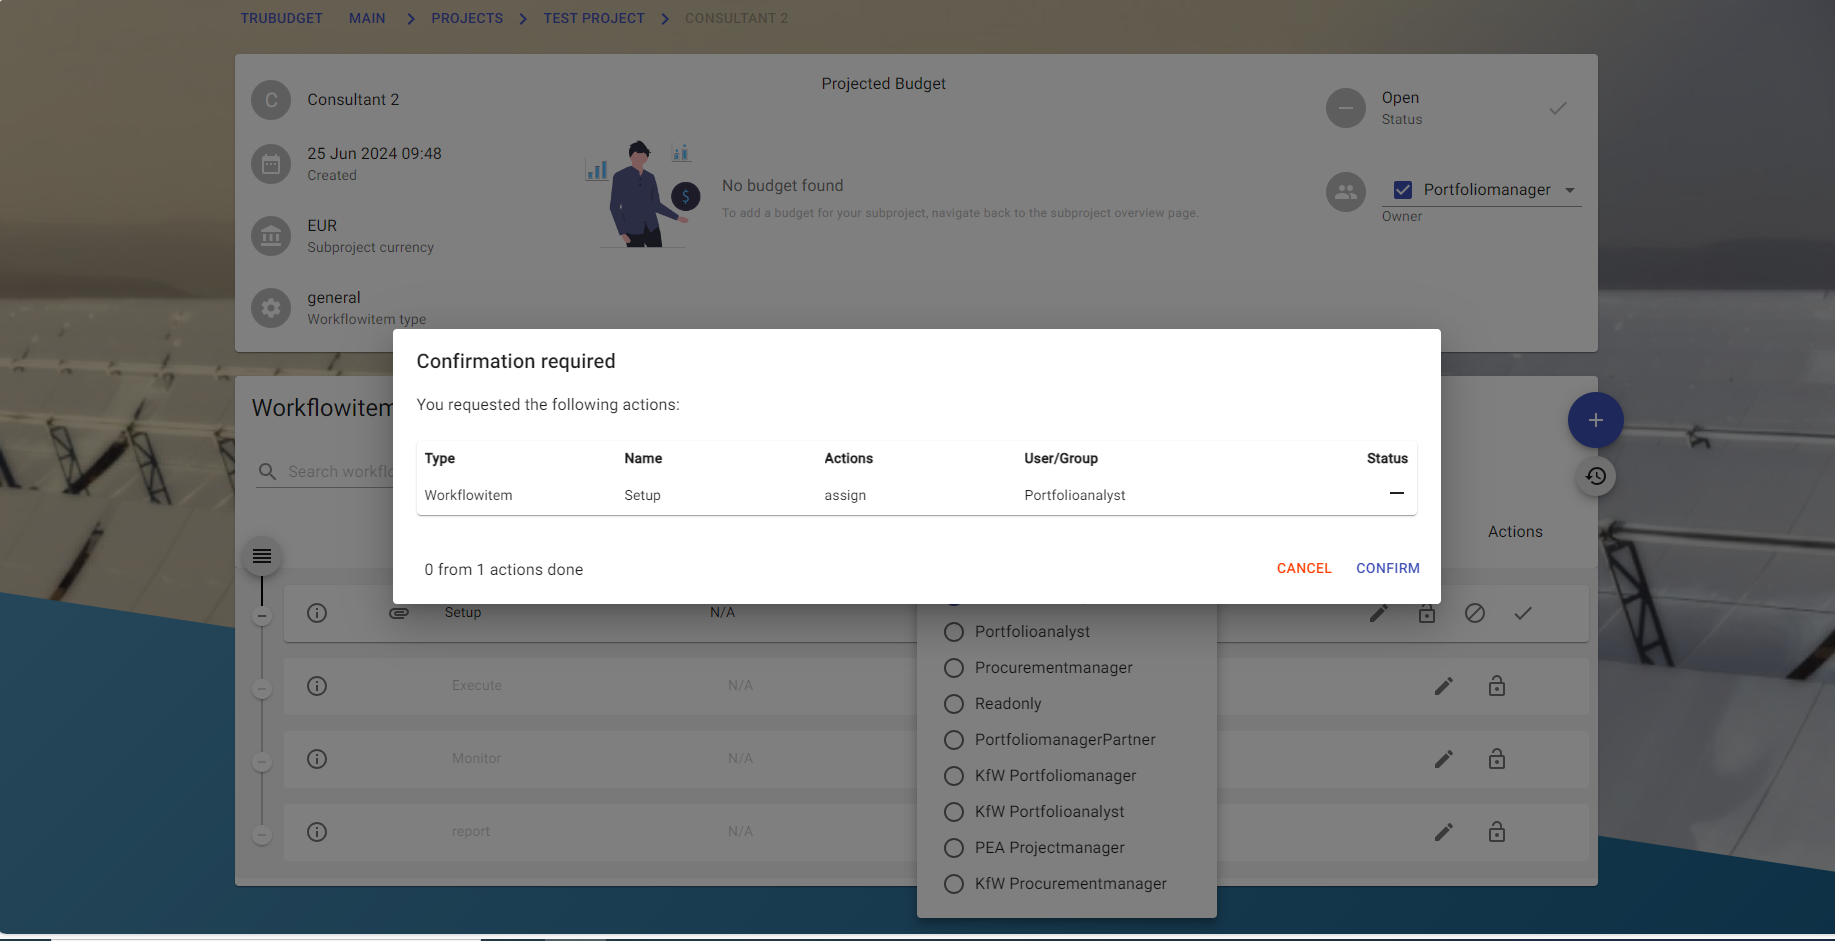 TRUBUDGET MAIN PROJECTS TEST PROJECT CONSULTANT 2
Projected Budget
C
Consultant 2
25 Jun 2024 09:48
Created
EUR
Subproject currency
general
Workflowitem type
$
No budget found
To add a budget for your subproject, navigate back to the subproject overview page.
Open
Status
Portfoliomanager
Owner
Workflowitem
Search workflo
Actions
Confirmation required
You requested the following actions:
Type Name Actions User/Group Status
Workflowitem Setup assign Portfolioanalyst
0 from 1 actions done
CANCEL CONFIRM
Setup N/A
Execute N/A
Monitor N/A
report N/A
Portfolioanalyst
Procurementmanager
Readonly
PortfoliomanagerPartner
KfW Portfoliomanager
KfW Portfolioanalyst
PEA Projectmanager
KfW Procurementmanager